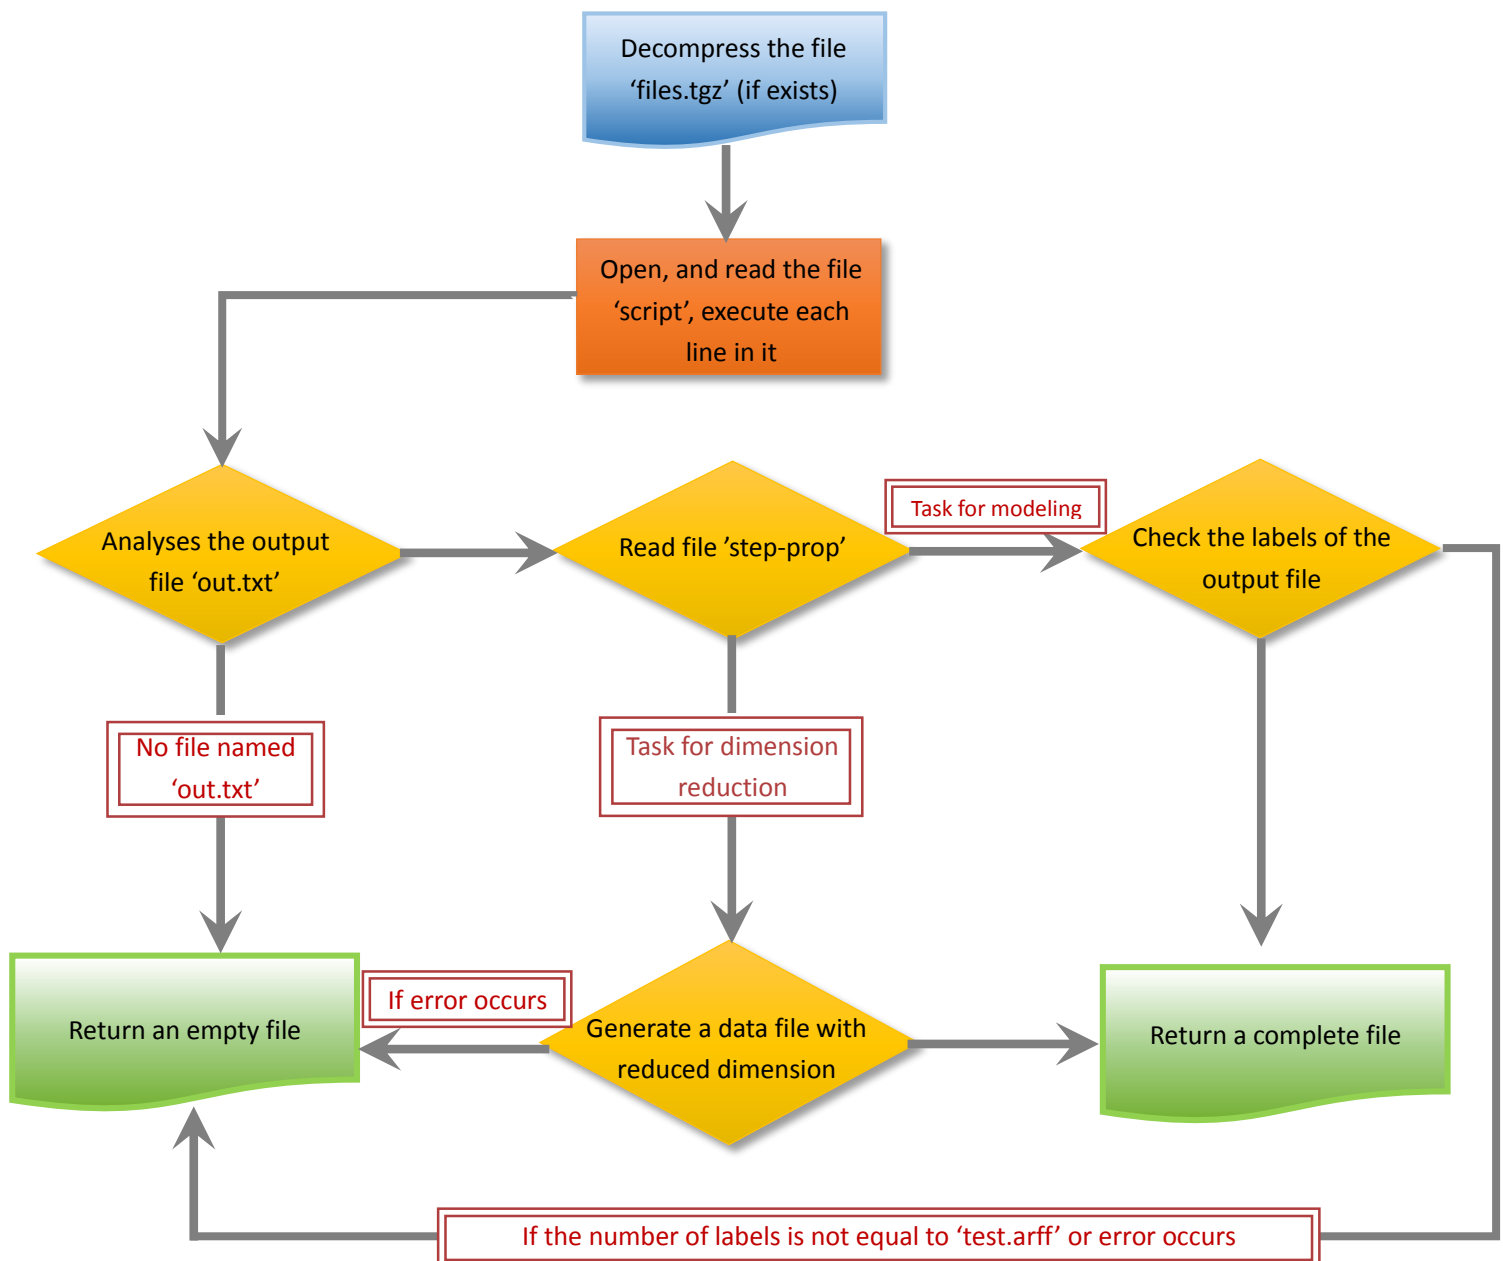 Decompress the file
‘files.tgz’ (if exists)
Open, and read the file
‘script’, execute each
line in it
Analyses the output
file ‘out.txt’
Read file ’step-prop’
Task for modeling
Check the labels of the
output file
No file named
‘out.txt’
Task for dimension
reduction
Return an empty file
If error occurs
Generate a data file with
reduced dimension
Return a complete file
If the number of labels is not equal to ‘test.arff’ or error occurs